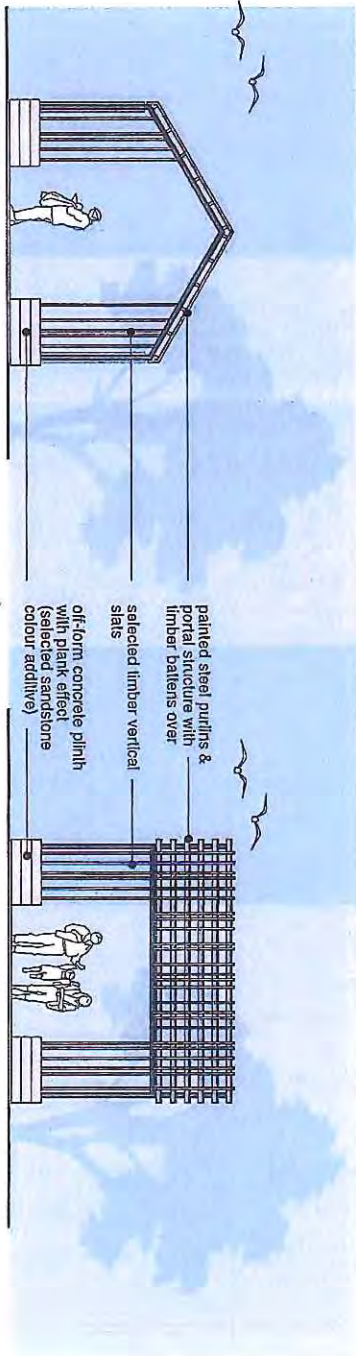 painted steel purlins &
portal structure with
timber battens over
selected timber vertical
slats
off-form concrete plinth
with plank effect
(selected sandstone
colour additive)